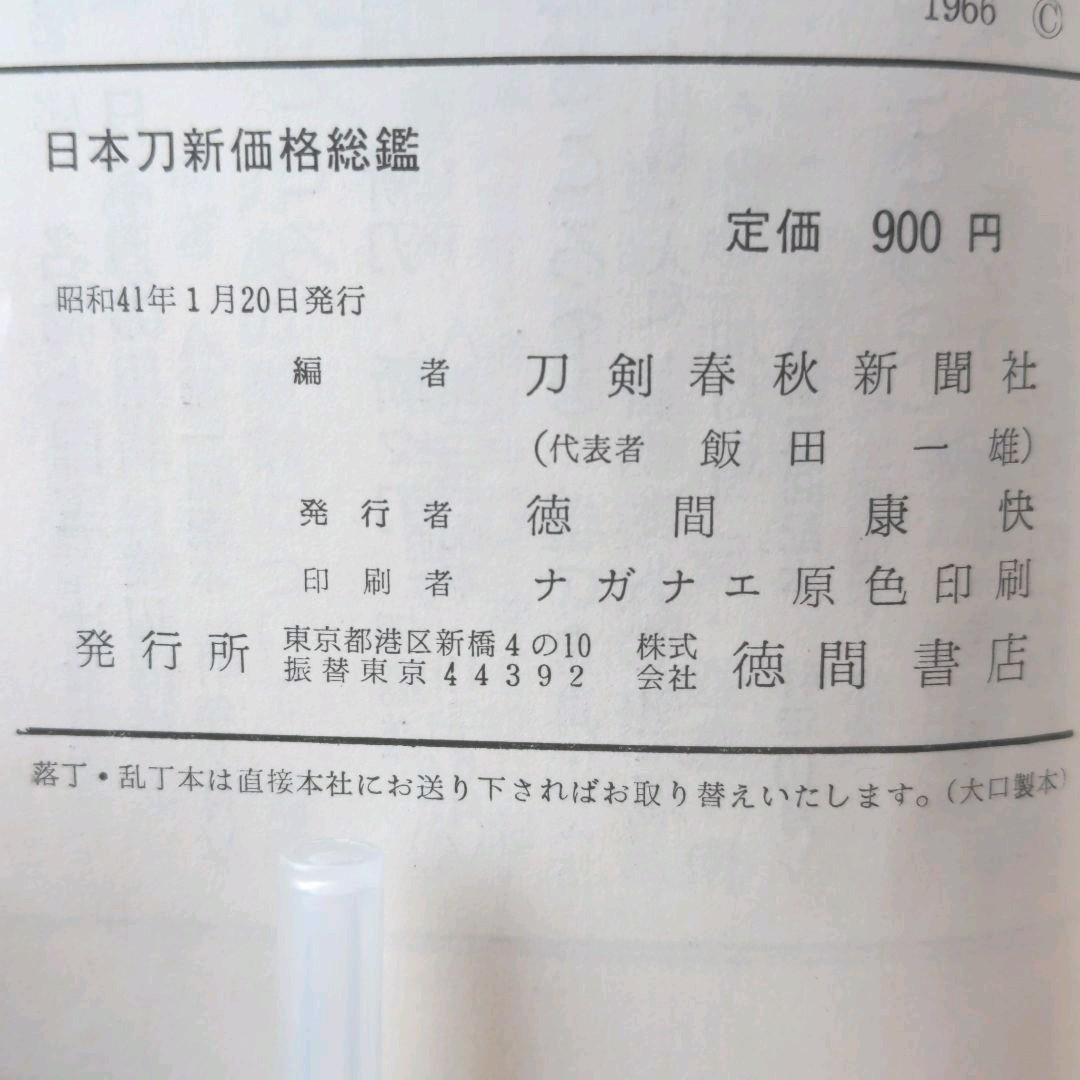 1966 ©
日本刀新価格総鑑
定価 900 円
昭和41年1月20日発行
編者 刀剣春秋新聞社
(代表者 飯田一雄)
発行者 徳間康快
印刷者 ナガナエ原色印刷
発行所 東京都港区新橋4の10 株式会社 徳間書店
振替東京44392
落丁・乱丁本は直接本社にお送り下さればお取り替えいたします。(大口製本)